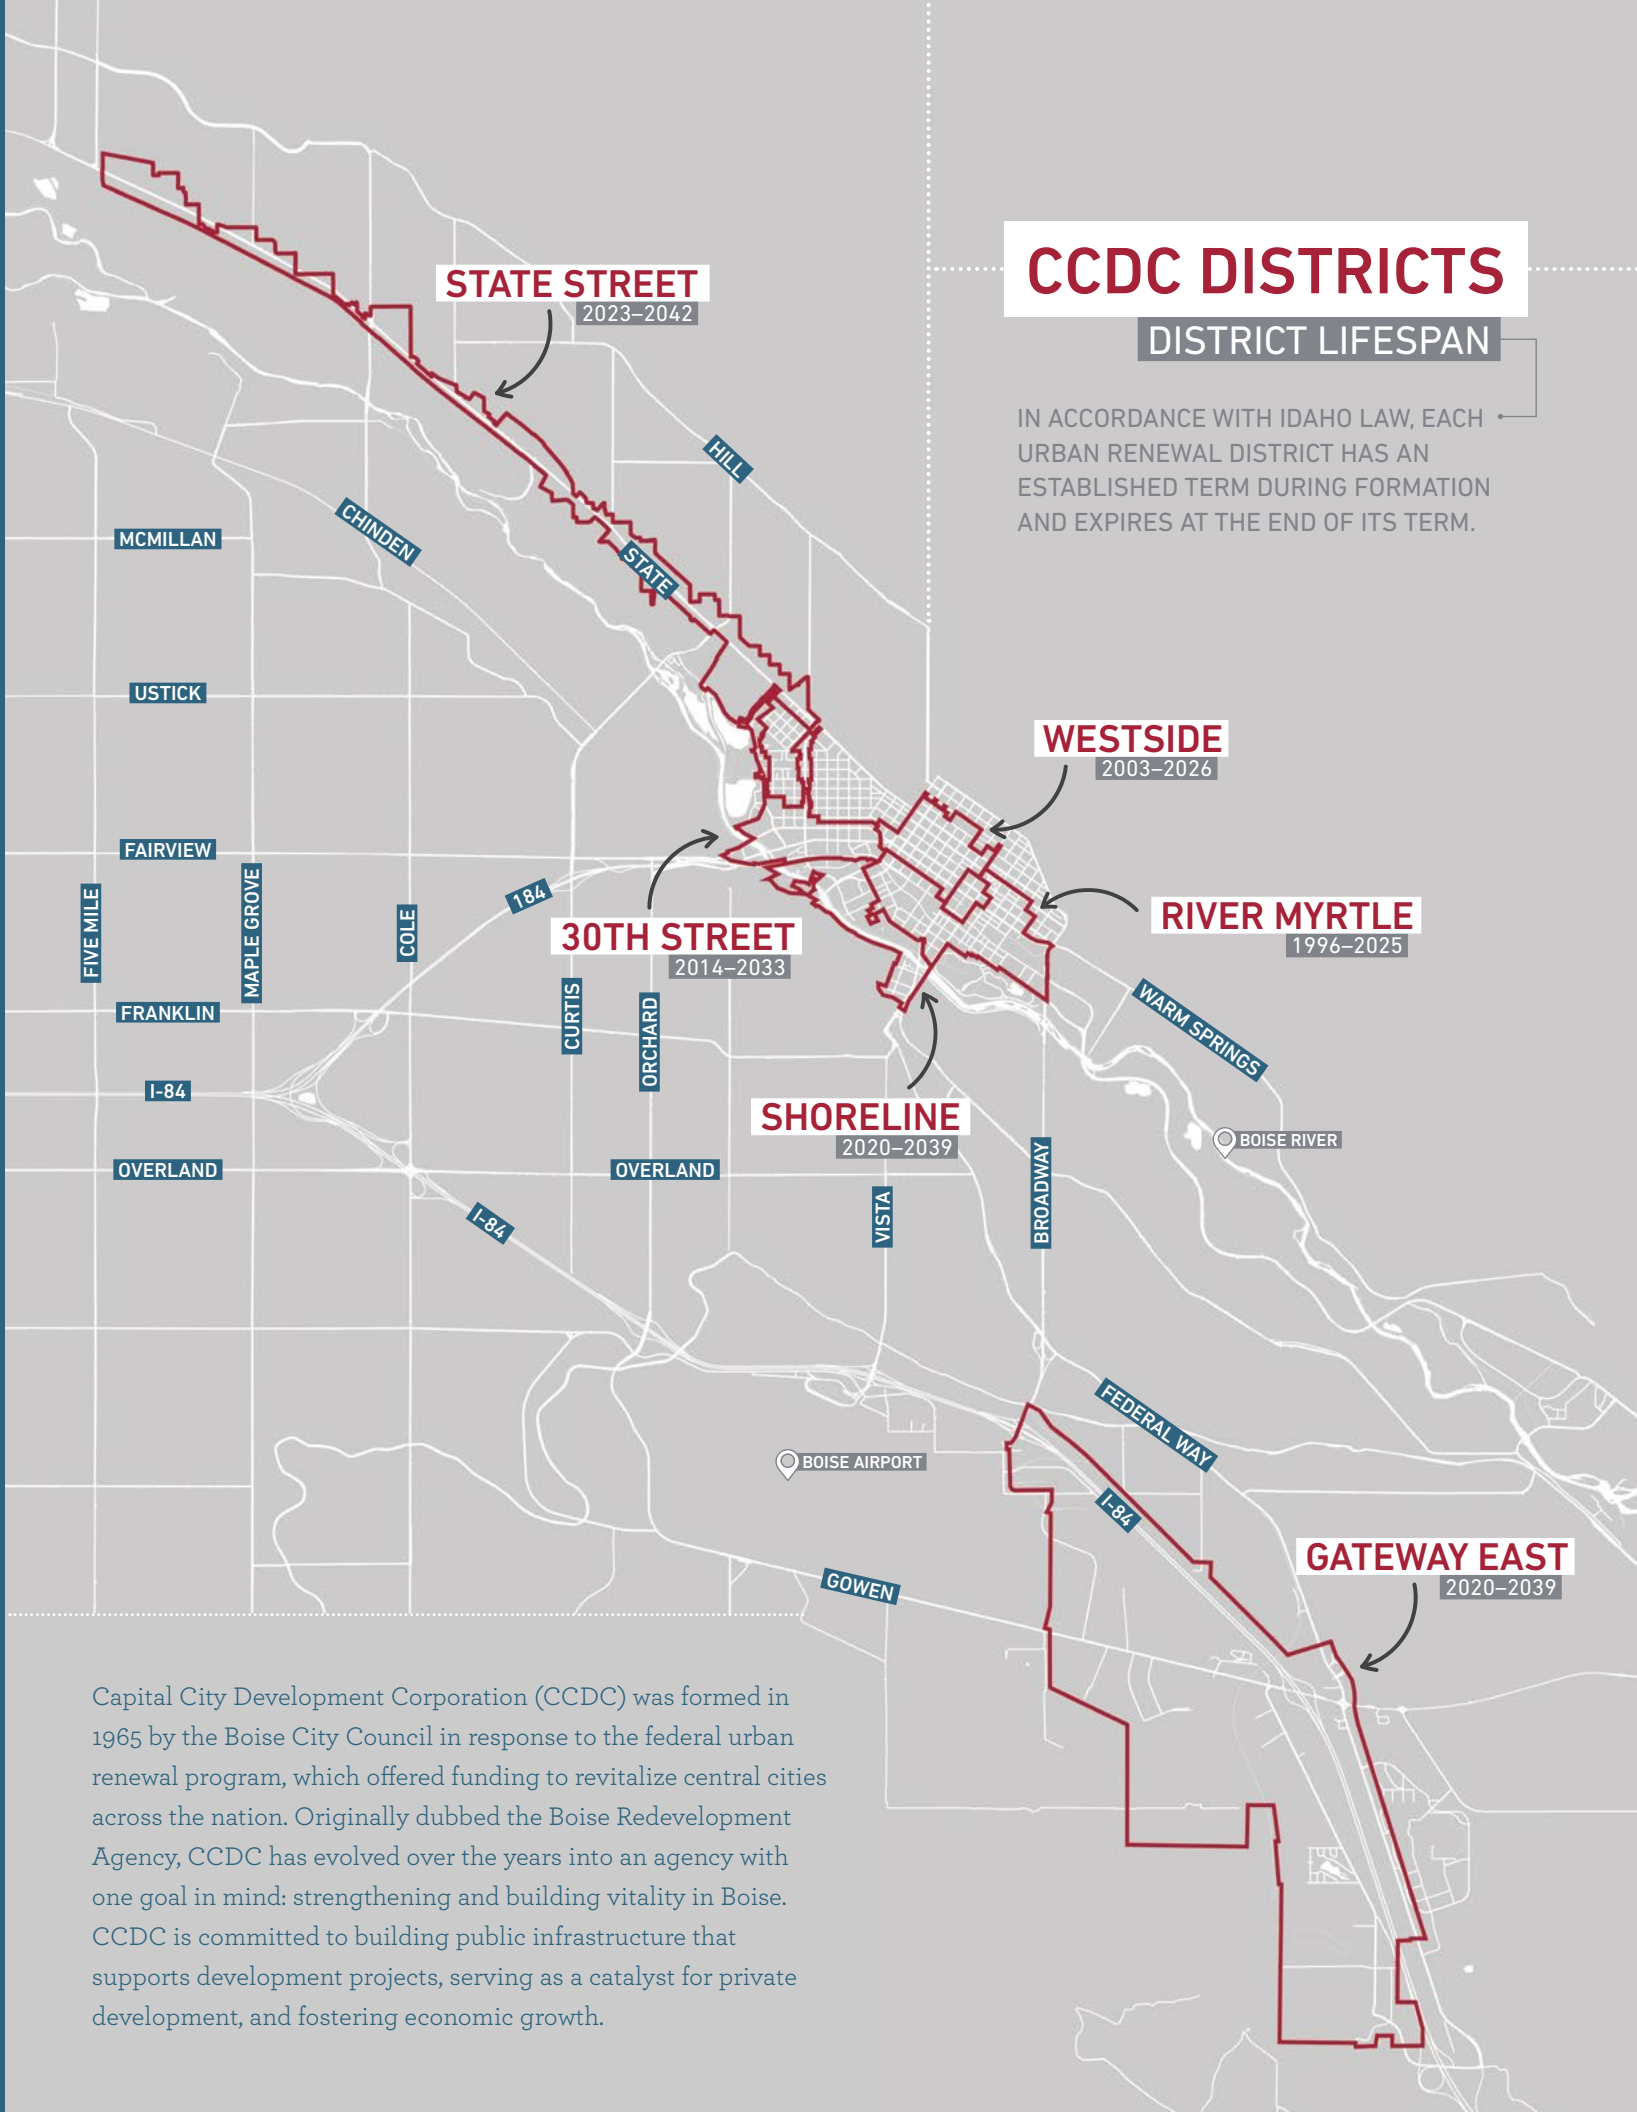 CCDC DISTRICTS
DISTRICT LIFESPAN
IN ACCORDANCE WITH IDAHO LAW, EACH
URBAN RENEWAL DISTRICT HAS AN
ESTABLISHED TERM DURING FORMATION
AND EXPIRES AT THE END OF ITS TERM.
STATE STREET
2023–2042
HILL
CHINDEN
MCMILLAN
STATE
USTICK
WESTSIDE
2003–2026
FAIRVIEW
FIVE MILE
MAPLE GROVE
COLE
184
30TH STREET
2014–2033
RIVER MYRTLE
1996–2025
FRANKLIN
CURTIS
ORCHARD
WARM SPRINGS
I-84
SHORELINE
2020–2039
BOISE RIVER
OVERLAND
OVERLAND
BROADWAY
VISTA
I-84
FEDERAL WAY
BOISE AIRPORT
I-84
GATEWAY EAST
2020–2039
GOWEN
Capital City Development Corporation (CCDC) was formed in
1965 by the Boise City Council in response to the federal urban
renewal program, which offered funding to revitalize central cities
across the nation. Originally dubbed the Boise Redevelopment
Agency, CCDC has evolved over the years into an agency with
one goal in mind: strengthening and building vitality in Boise.
CCDC is committed to building public infrastructure that
supports development projects, serving as a catalyst for private
development, and fostering economic growth.